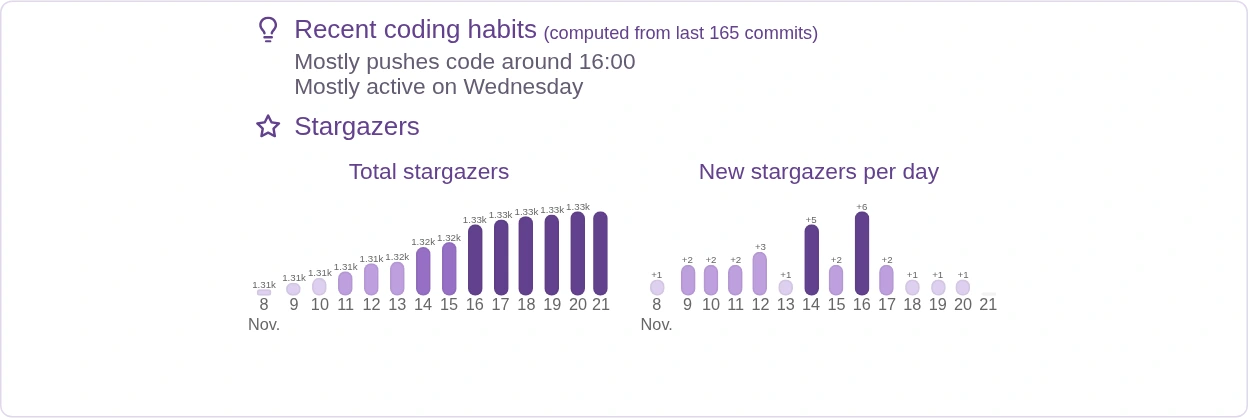 Recent coding habits (computed from last 165 commits)
Mostly pushes code around 16:00
Mostly active on Wednesday
Stargazers
Total stargazers
1.31k 1.31k 1.31k 1.31k 1.31k 1.32k 1.32k 1.32k 1.33k 1.33k 1.33k 1.33k 1.33k
8 9 10 11 12 13 14 15 16 17 18 19 20 21
Nov.
New stargazers per day
+1 +2 +2 +2 +3 +1 +5 +2 +6 +2 +1 +1 +1
8 9 10 11 12 13 14 15 16 17 18 19 20 21
Nov.